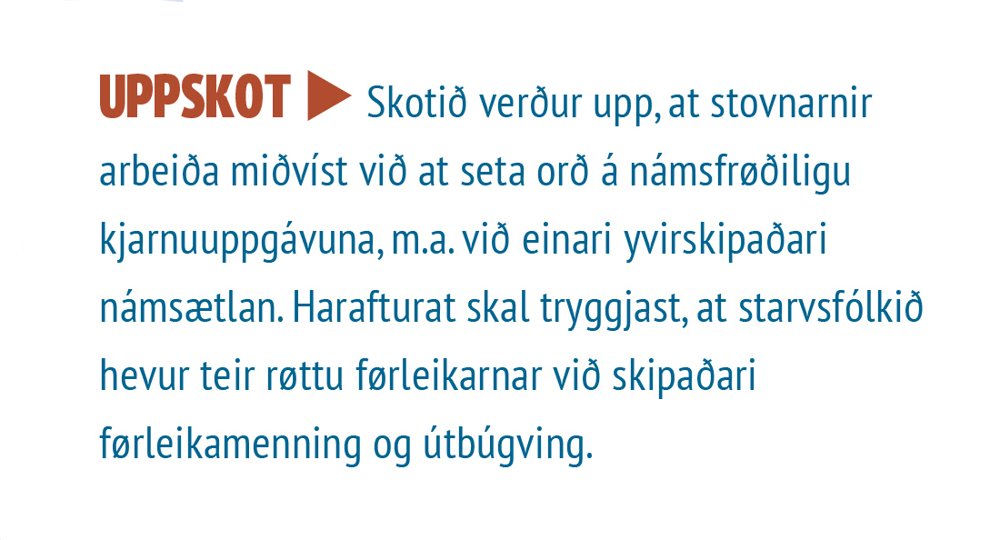 UPPSKOT ▶ Skotið verður upp, at stovnarnir
arbeiða miðvíst við at seta orð á námsfrøðiligu
kjarnuuppgávuna, m.a. við einari yvirskipaðari
námsætlan. Harafturat skal tryggjast, at starvsfólkið
hevur teir røttu førleikarnar við skipaðari
førleikamenning og útbúgving.